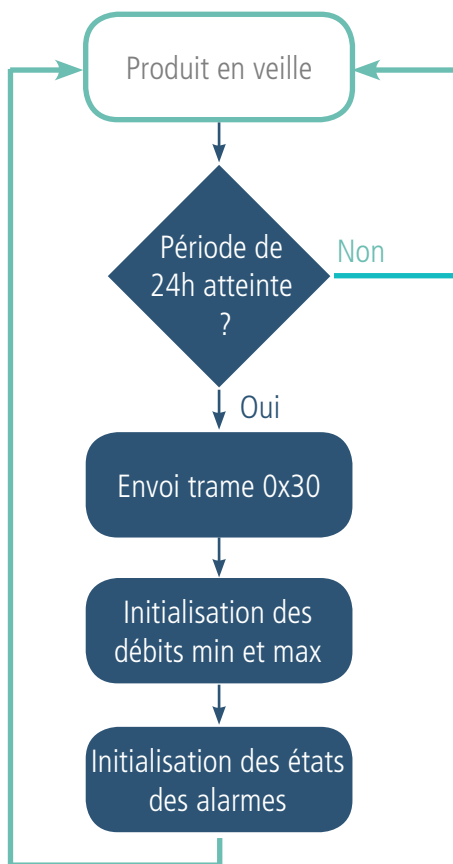 Produit en veille
Période de
24h atteinte
?
Non
Oui
Envoi trame 0x30
Initialisation des
débits min et max
Initialisation des états
des alarmes